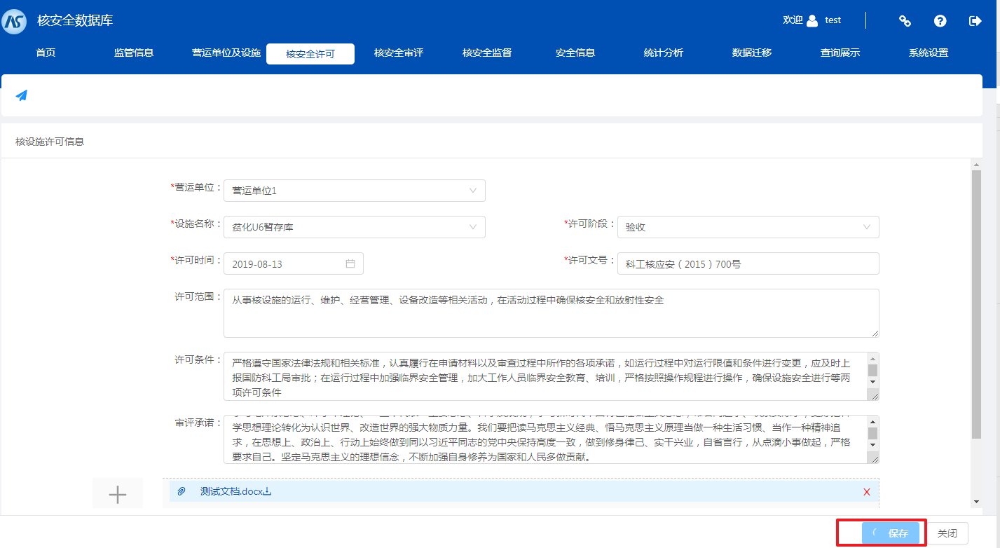 核安全数据库
欢迎 test
首页 监管信息 营运单位及设施 核安全许可 核安全审评 核安全监督 安全信息 统计分析 数据迁移 查询展示 系统设置
核设施许可信息
*营运单位： 营运单位1
*设施名称： 贫化U6暂存库 *许可阶段： 验收
*许可时间： 2019-08-13 *许可文号： 科工核应安（2015）700号
许可范围： 从事核设施的运行、维护、经营管理、设备改造等相关活动，在活动过程中确保核安全和放射性安全
许可条件： 严格遵守国家法律法规和相关标准，认真履行在申请材料以及审查过程中所作的各项承诺，如运行过程中对运行限值和条件进行变更，应及时上
报国防科工局审批；在运行过程中加强临界安全管理，加大工作人员临界安全教育、培训，严格按照操作规程进行操作，确保设施安全进行等两
项许可条件
审评承诺：
学思想理论转化为认识世界、改造世界的强大物质力量。我们要把读马克思主义经典、悟马克思主义原理当做一种生活习惯、当作一种精神追
求，在思想上、政治上、行动上始终做到同以习近平同志的党中央保持高度一致，做到修身律己、实干兴业，自省言行，从点滴小事做起，严格
要求自己。坚定马克思主义的理想信念，不断加强自身修养为国家和人民多做贡献。
测试文档.docx X
保存 关闭